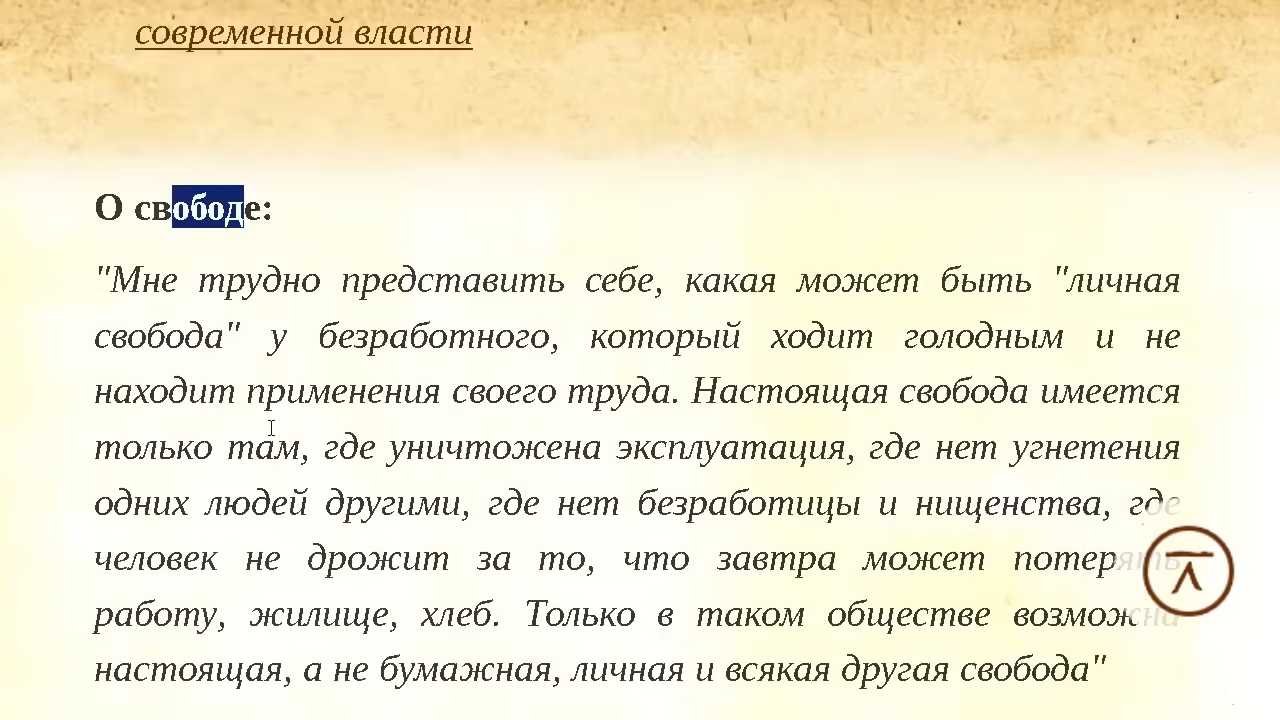 современной власти
О свободе:
"Мне трудно представить себе, какая может быть "личная
свобода" у безработного, который ходит голодным и не
находит применения своего труда. Настоящая свобода имеется
только там, где уничтожена эксплуатация, где нет угнетения
одних людей другими, где нет безработицы и нищенства, где
человек не дрожит за то, что завтра может потерять
работу, жилище, хлеб. Только в таком обществе возможна
настоящая, а не бумажная, личная и всякая другая свобода"